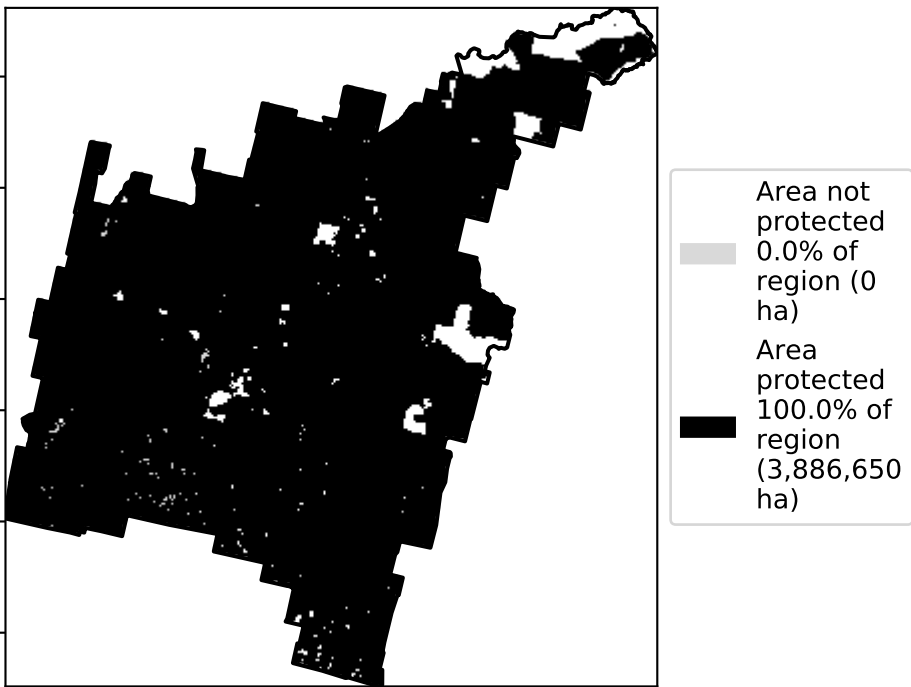 Area not
protected
0.0% of
region (0
ha)
Area
protected
100.0% of
region
(3,886,650
ha)